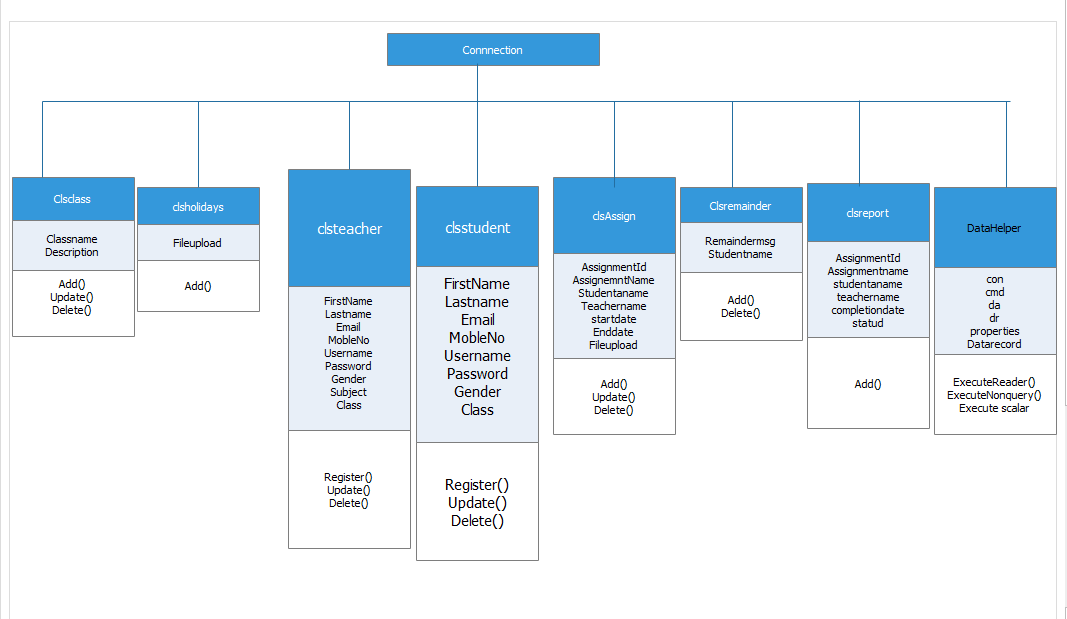 Connnection
Clsclass
Classname
Description
Add()
Update()
Delete()
clsholidays
Fileupload
Add()
clsteacher
FirstName
Lastname
Email
MobleNo
Username
Password
Gender
Subject
Class
Register()
Update()
Delete()
clsstudent
FirstName
Lastname
Email
MobleNo
Username
Password
Gender
Class
Register()
Update()
Delete()
clsAssign
AssignmentId
AssignemntName
Studentaname
Teachername
startdate
Enddate
Fileupload
Add()
Update()
Delete()
Clsremainder
Remaindermsg
Studentname
Add()
Delete()
clsreport
AssignmentId
Assignmentname
studentaname
teachername
completiondate
statud
Add()
DataHelper
con
cmd
da
dr
properties
Datarecord
ExecuteReader()
ExecuteNonquery()
Execute scalar